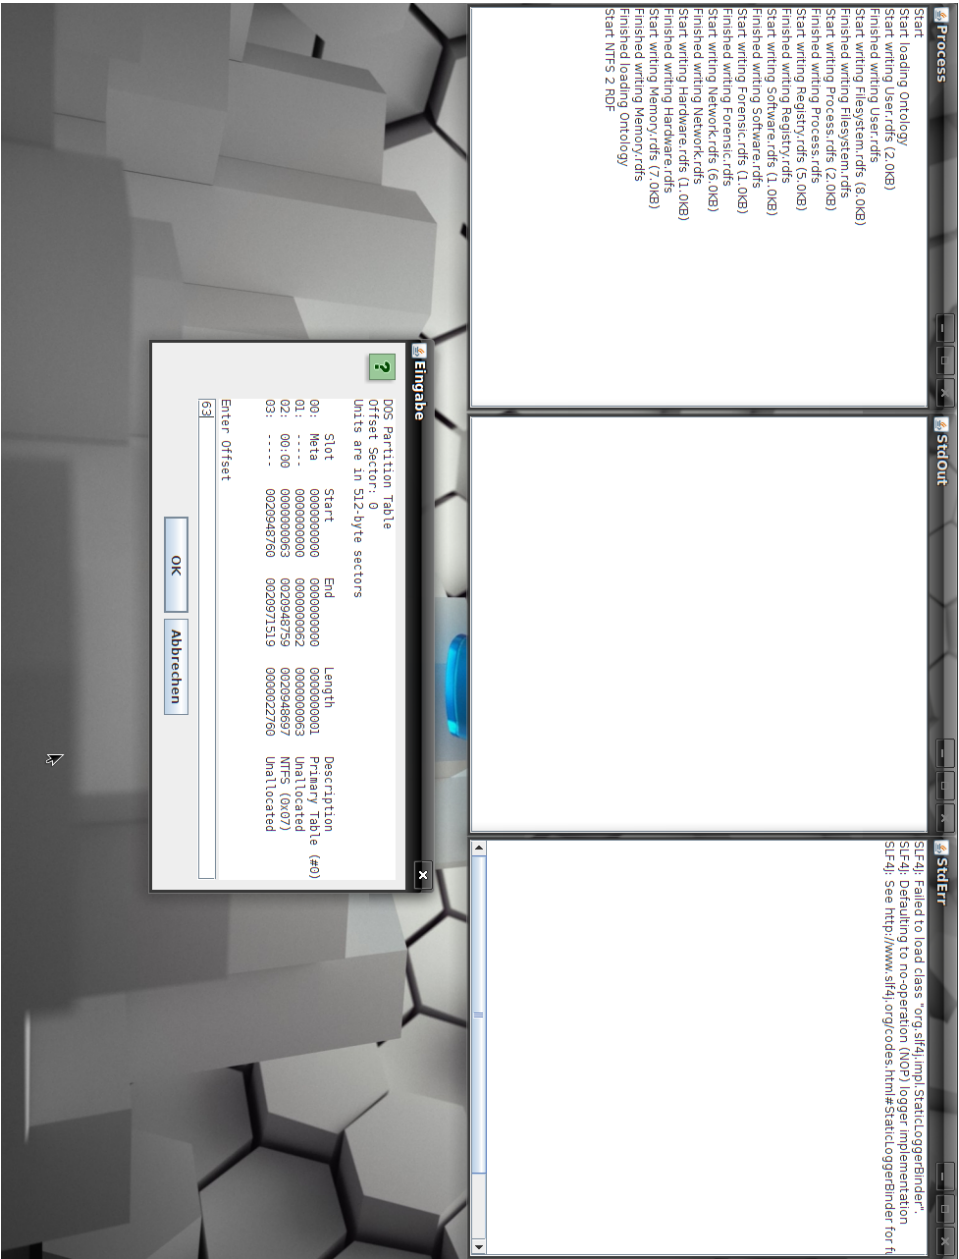 Process
Start
Start loading Ontology
Start writing User.rdfs (2.0KB)
Finished writing User.rdfs
Start writing Filesystem.rdfs (8.0KB)
Finished writing Filesystem.rdfs
Start writing Process.rdfs (2.0KB)
Finished writing Process.rdfs
Start writing Registry.rdfs (5.0KB)
Finished writing Registry.rdfs
Start writing Software.rdfs (1.0KB)
Finished writing Software.rdfs
Start writing Forensic.rdfs (1.0KB)
Finished writing Forensic.rdfs
Start writing Network.rdfs (6.0KB)
Finished writing Network.rdfs
Start writing Hardware.rdfs (1.0KB)
Finished writing Hardware.rdfs
Start writing Memory.rdfs (7.0KB)
Finished writing Memory.rdfs
Finished loading Ontology
Start NTFS 2 RDF
StdOut
StdErr
SLF4J: Failed to load class "org.slf4j.impl.StaticLoggerBinder".
SLF4J: Defaulting to no-operation (NOP) logger implementation
SLF4J: See http://www.slf4j.org/codes.html#StaticLoggerBinder for fu
Eingabe
DOS Partition Table
Offset Sector: 0
Units are in 512-byte sectors
Slot Start End Length Description
00: Meta 0000000000 0000000000 0000000001 Primary Table (#0)
01: ----- 0000000000 0000000062 0000000063 Unallocated
02: 00:00 0000000063 0020948759 0020948697 NTFS (0x07)
03: ----- 0020948760 0020971519 0000022760 Unallocated
Enter Offset
63
OK Abbrechen